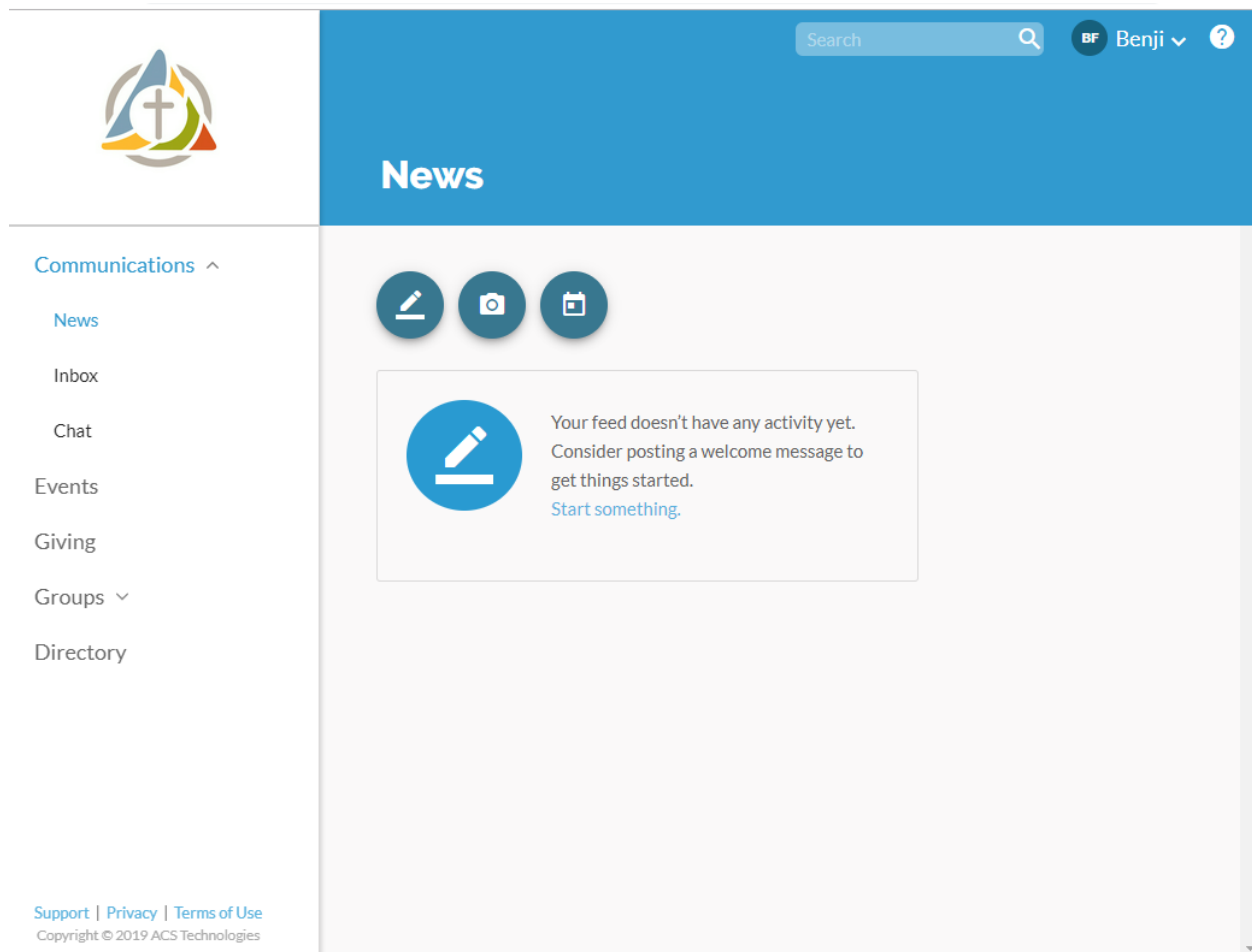 Search
BF Benji
?
News
Communications
News
Inbox
Chat
Events
Giving
Groups
Directory
Your feed doesn't have any activity yet.
Consider posting a welcome message to
get things started.
Start something.
Support | Privacy | Terms of Use
Copyright © 2019 ACS Technologies